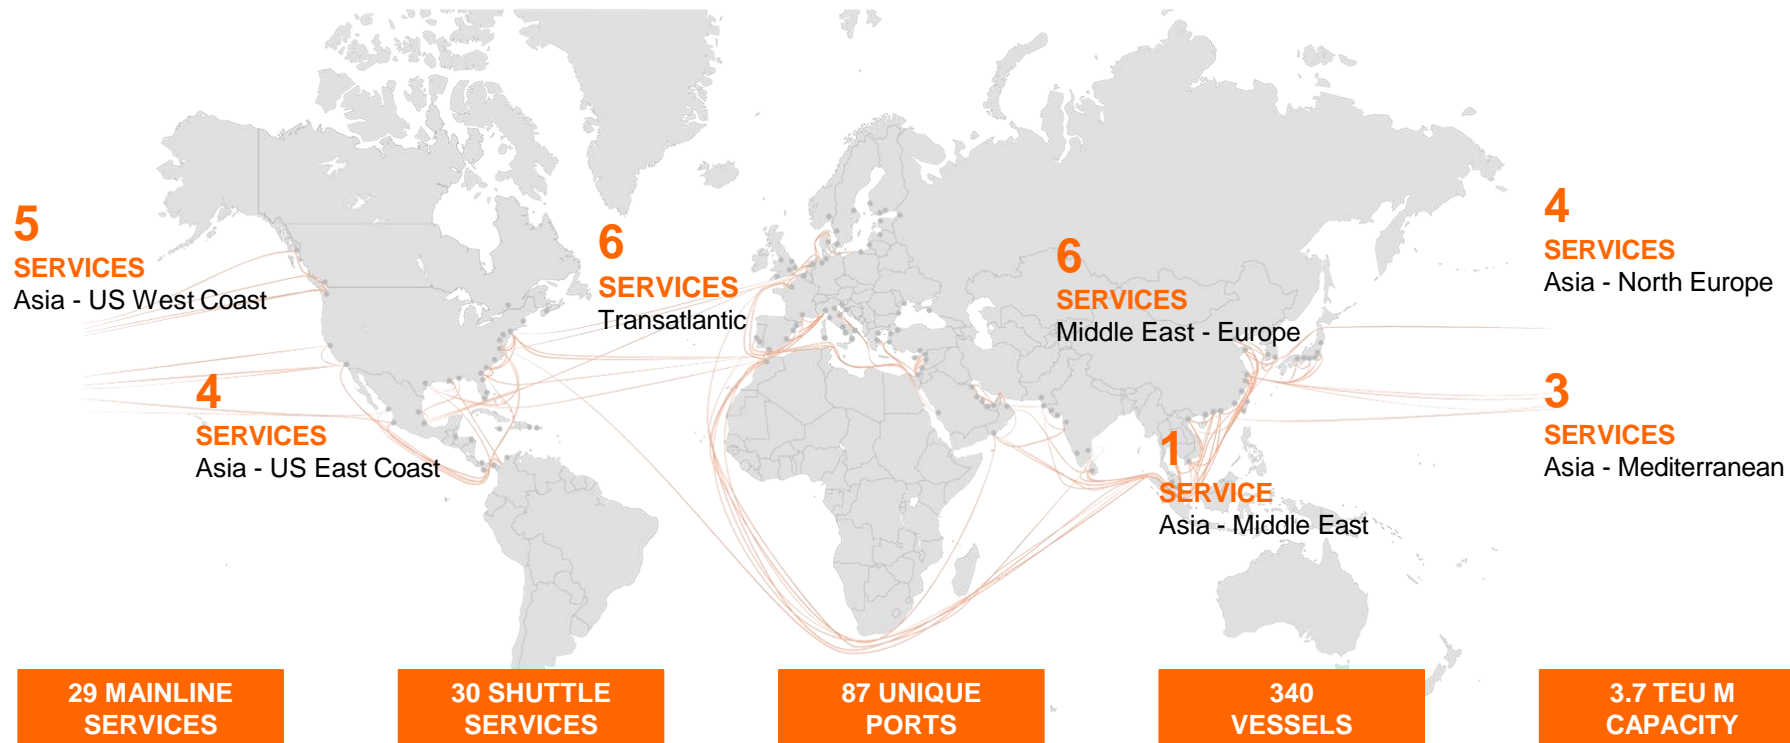 5
SERVICES
Asia - US West Coast
4
SERVICES
Asia - US East Coast
6
SERVICES
Transatlantic
6
SERVICES
Middle East - Europe
1
SERVICE
Asia - Middle East
4
SERVICES
Asia - North Europe
3
SERVICES
Asia - Mediterranean
29 MAINLINE
SERVICES
30 SHUTTLE
SERVICES
87 UNIQUE
PORTS
340
VESSELS
3.7 TEU M
CAPACITY